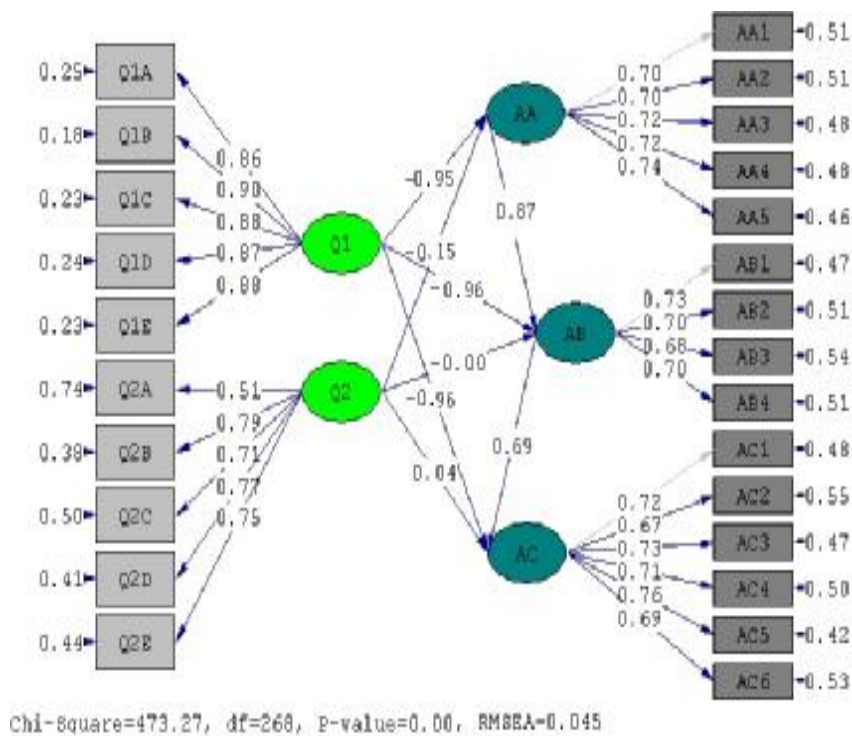 0.25 Q1A
0.18 Q1B
0.23 Q1C
0.24 Q1D
0.23 Q1E
0.74 Q2A
0.38 Q2B
0.50 Q2C
0.41 Q2D
0.44 Q2E
0.86
0.90
0.88
0.87
0.88
0.51
0.79
0.71
0.77
0.75
Q1
Q2
-0.95
-0.15
-0.96
-0.00
-0.96
0.04
0.87
0.69
AA
AB
AC
0.70
0.70
0.72
0.72
0.74
0.73
0.70
0.68
0.70
0.72
0.67
0.73
0.71
0.76
0.69
AA1 0.51
AA2 0.51
AA3 0.48
AA4 0.48
AA5 0.46
AB1 0.47
AB2 0.51
AB3 0.54
AB4 0.51
AC1 0.48
AC2 0.55
AC3 0.47
AC4 0.50
AC5 0.42
AC6 0.53
Chi-Square=473.27, df=268, P-value=0.00, RMSEA=0.045